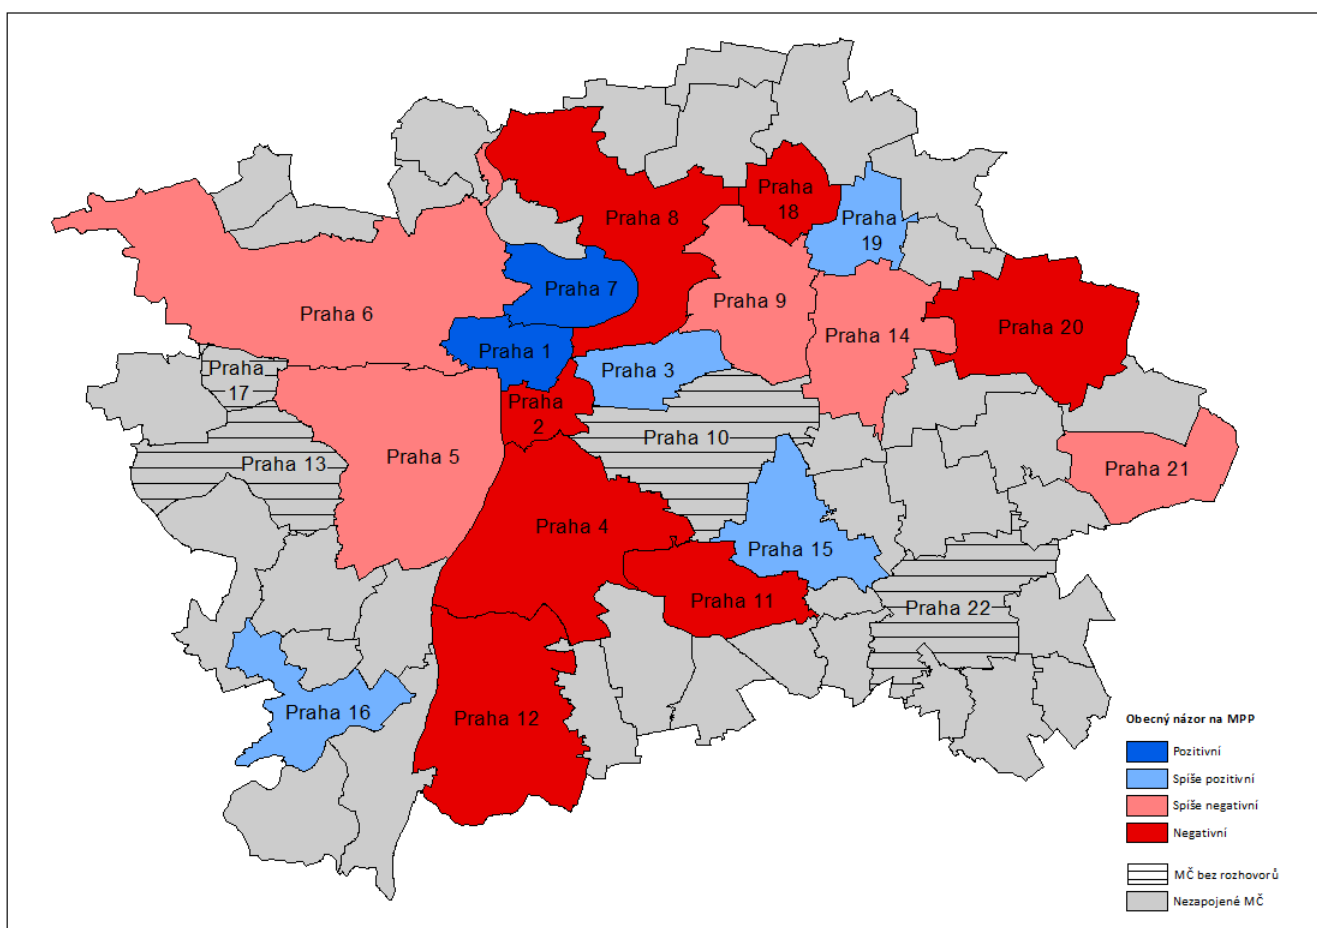 Praha 8
Praha
18
Praha
19
Praha 7
Praha 6
Praha 9
Praha 14
Praha 20
Praha 1
Praha 3
Praha
17
Praha
2
Praha 10
Praha 5
Praha 13
Praha 21
Praha 4
Praha 15
Praha 11
Praha 22
Praha 16
Praha 12
Obecný názor na MPP
Pozitivní
Spíše pozitivní
Spíše negativní
Negativní
MČ bez rozhovorů
Nezapojené MČ